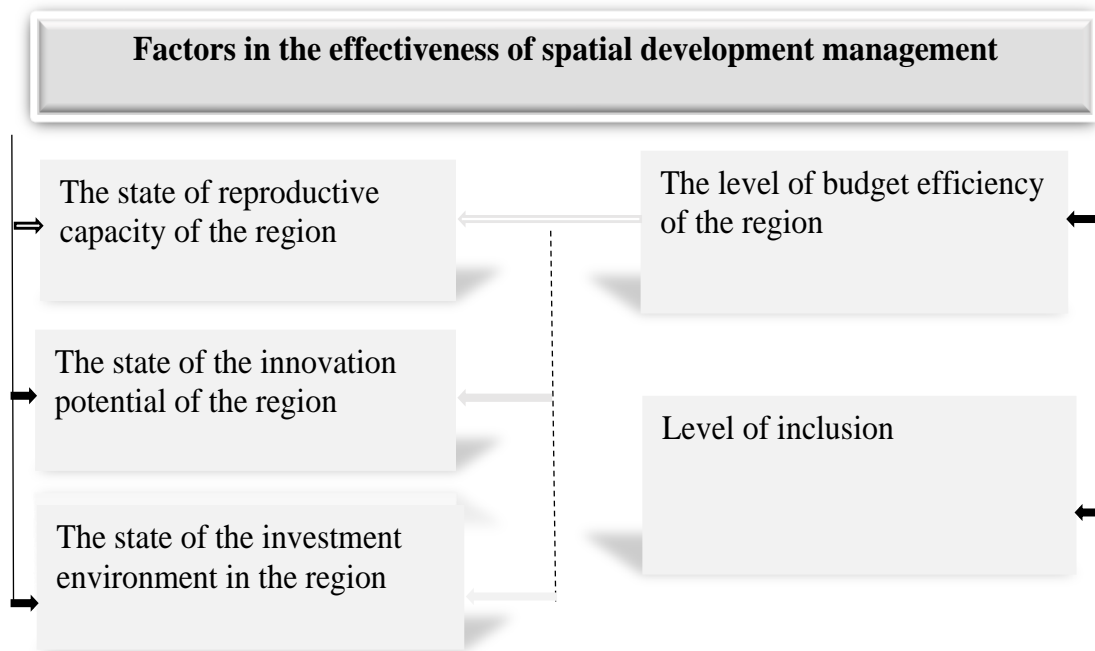 Factors in the effectiveness of spatial development management
The state of reproductive
capacity of the region
The level of budget efficiency
of the region
The state of the innovation
potential of the region
Level of inclusion
The state of the investment
environment in the region